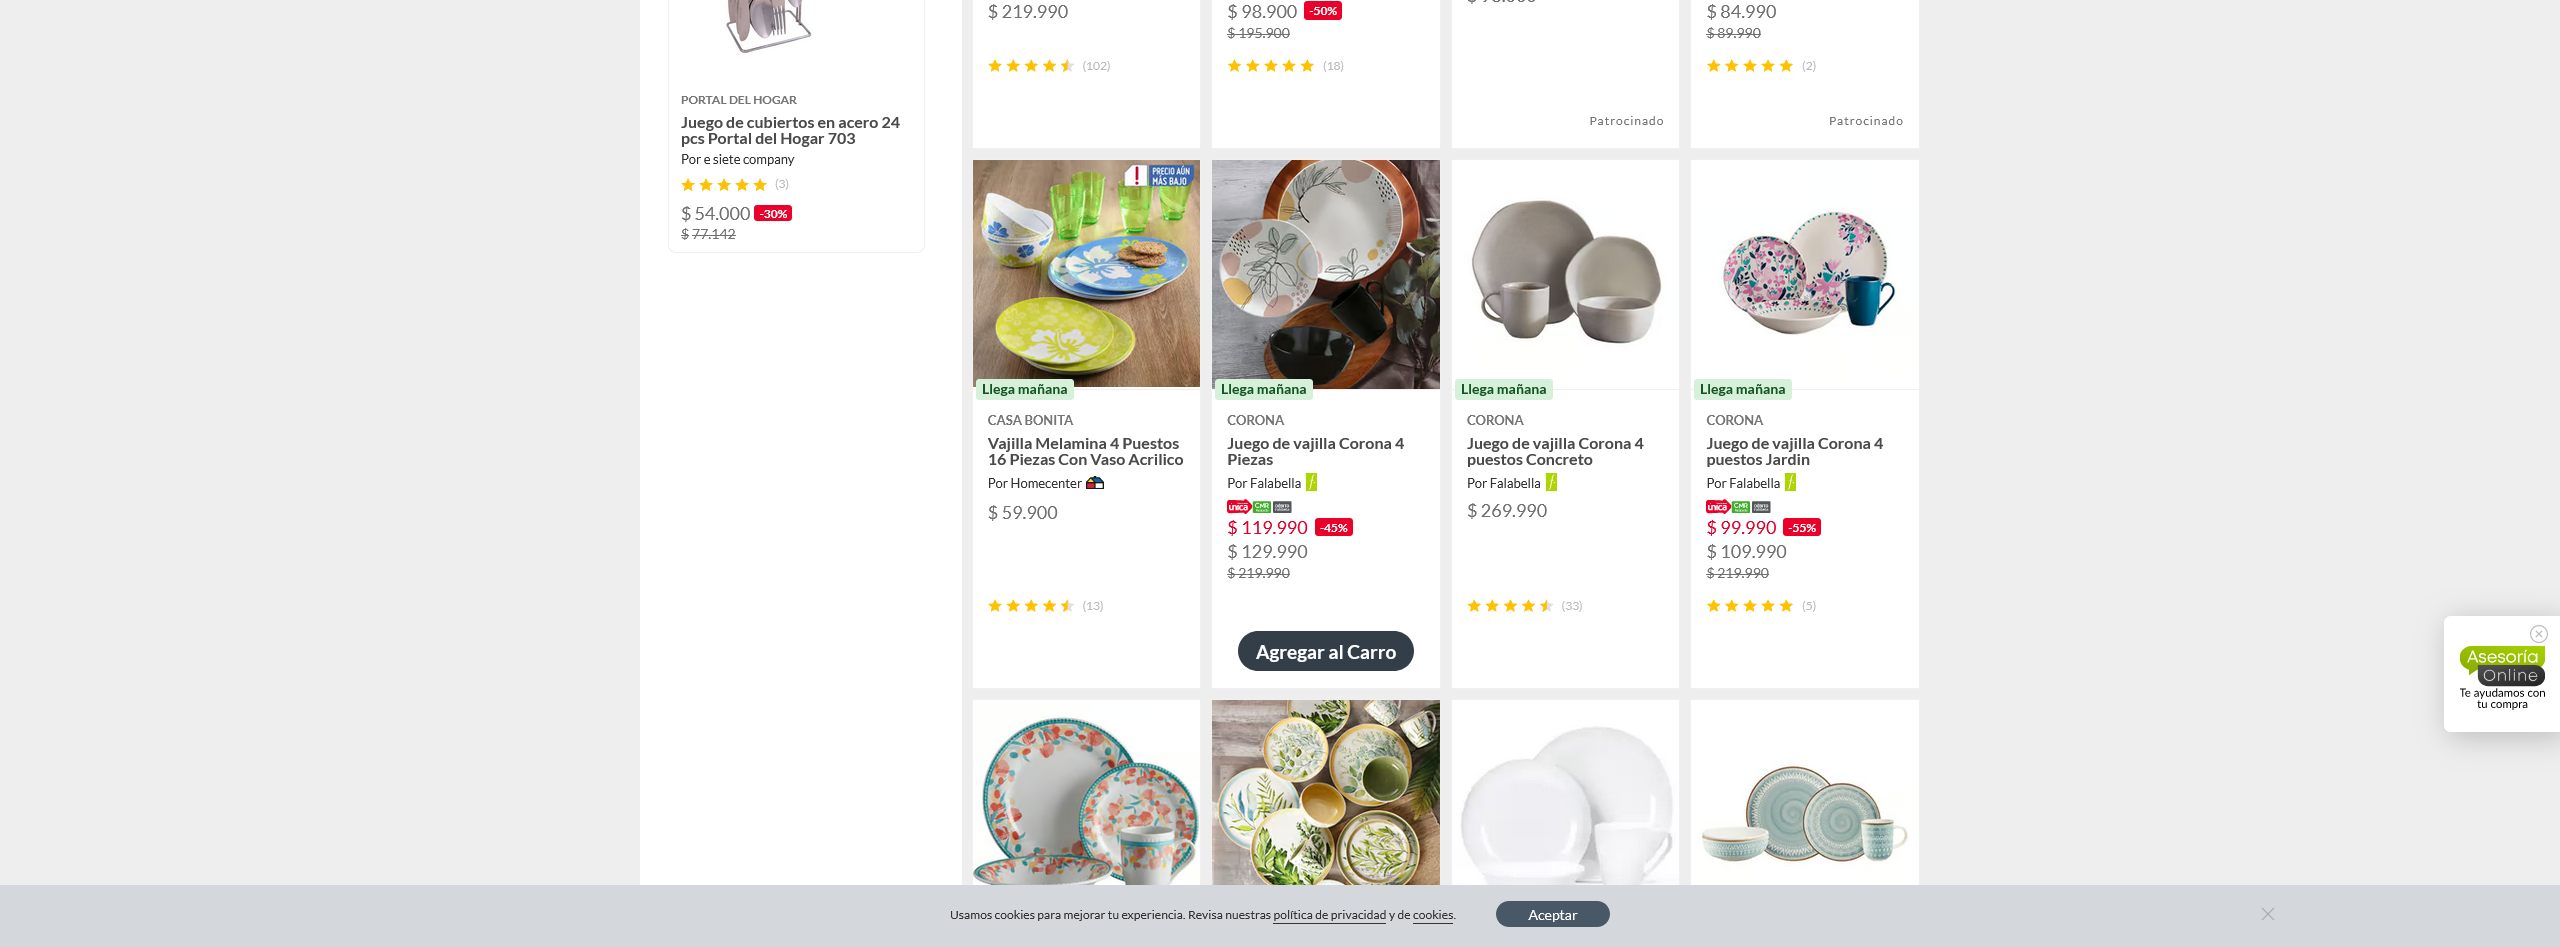 PORTAL DEL HOGAR
Juego de cubiertos en acero 24
pcs Portal del Hogar 703
Por e siete company
(3)
$ 54.000 -30%
$ 77.142
$ 219.990
(102)
$ 98.900 -50%
$ 195.900
(18)
Patrocinado
$ 84.990
$ 89.990
(2)
Patrocinado
PRECIO AÚN
MÁS BAJO
Llega mañana
CASA BONITA
Vajilla Melamina 4 Puestos
16 Piezas Con Vaso Acrilico
Por Homecenter
$ 59.900
(13)
Llega mañana
CORONA
Juego de vajilla Corona 4
Piezas
Por Falabella
unica CMR
$ 119.990 -45%
$ 129.990
$ 219.990
(5)
Agregar al Carro
Llega mañana
CORONA
Juego de vajilla Corona 4
puestos Concreto
Por Falabella
$ 269.990
(33)
Llega mañana
CORONA
Juego de vajilla Corona 4
puestos Jardin
Por Falabella
unica CMR
$ 99.990 -55%
$ 109.990
$ 219.990
Asesoría
Online
Te ayudamos con
tu compra
Usamos cookies para mejorar tu experiencia. Revisa nuestras política de privacidad y de cookies.
Aceptar